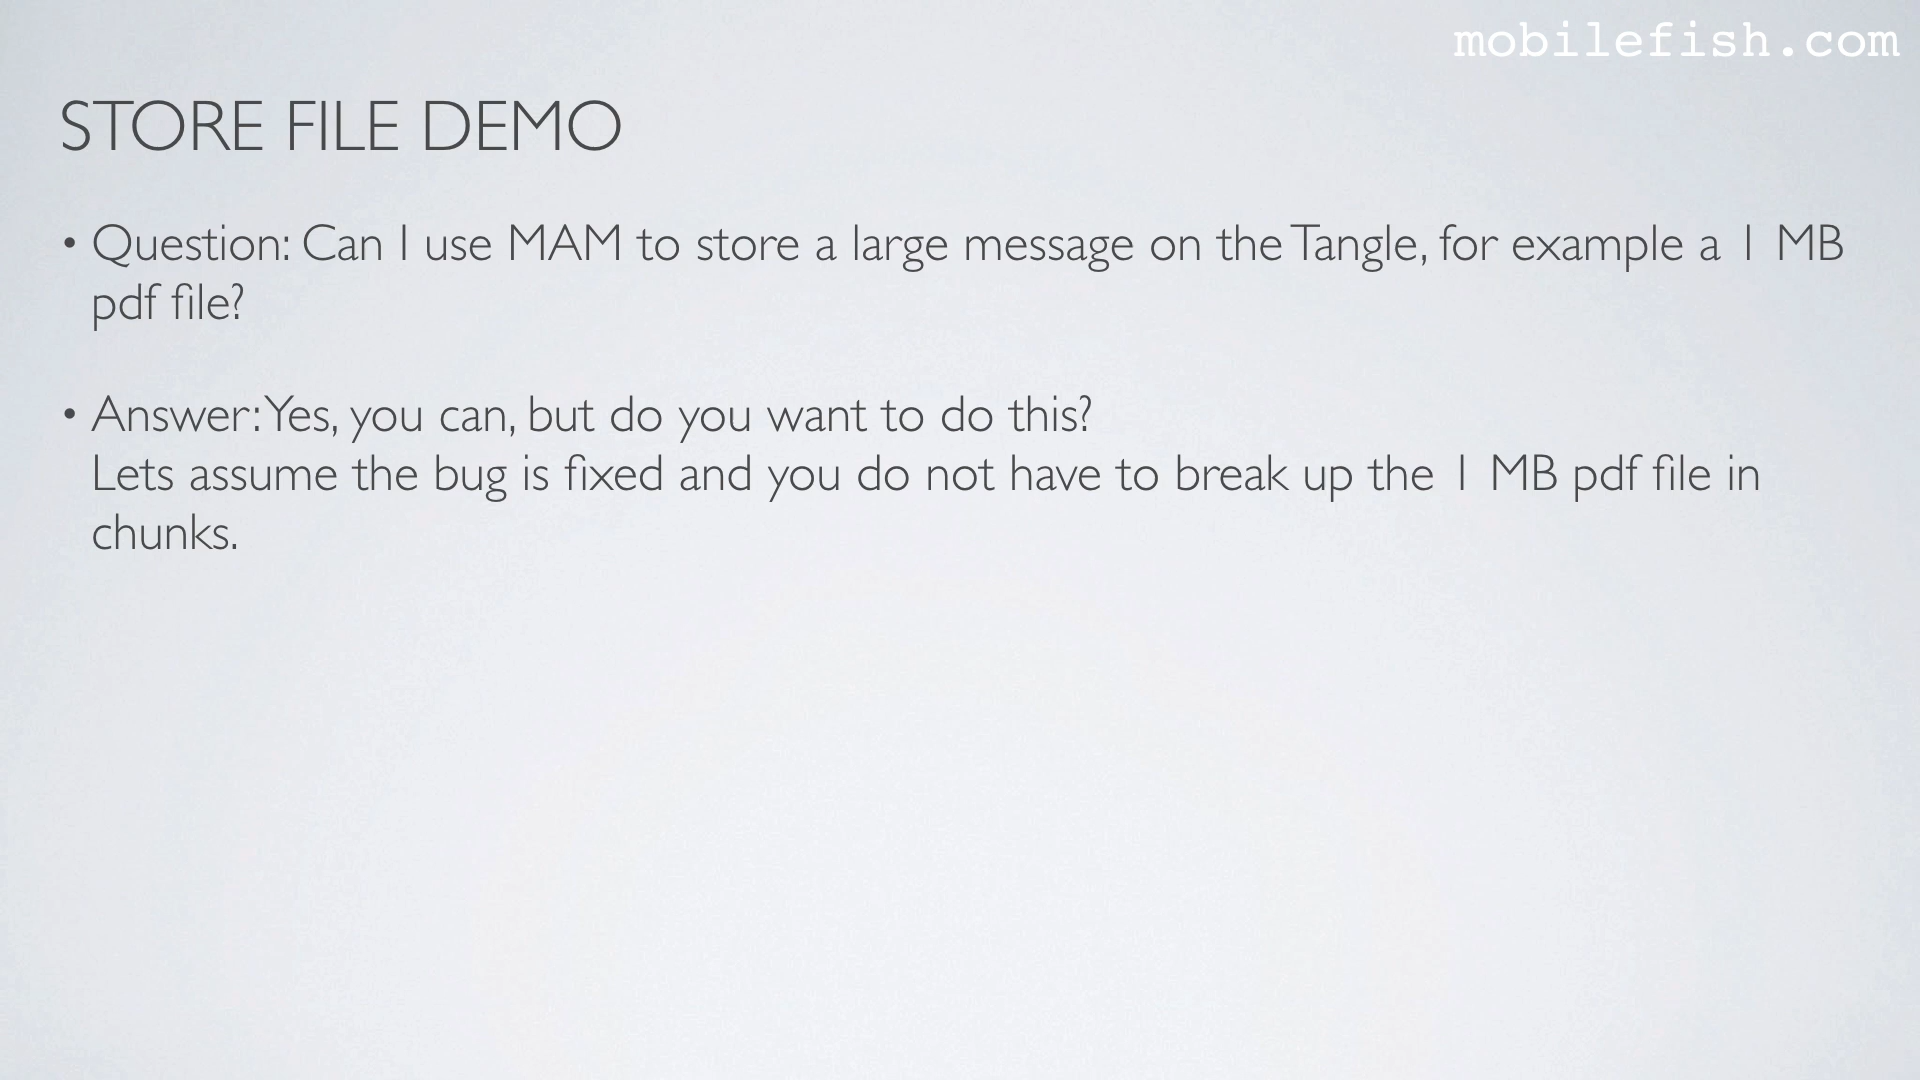 mobilefish.com
STORE FILE DEMO
• Question: Can I use MAM to store a large message on the Tangle, for example a 1 MB
pdf file?
• Answer: Yes, you can, but do you want to do this?
Lets assume the bug is fixed and you do not have to break up the 1 MB pdf file in
chunks.